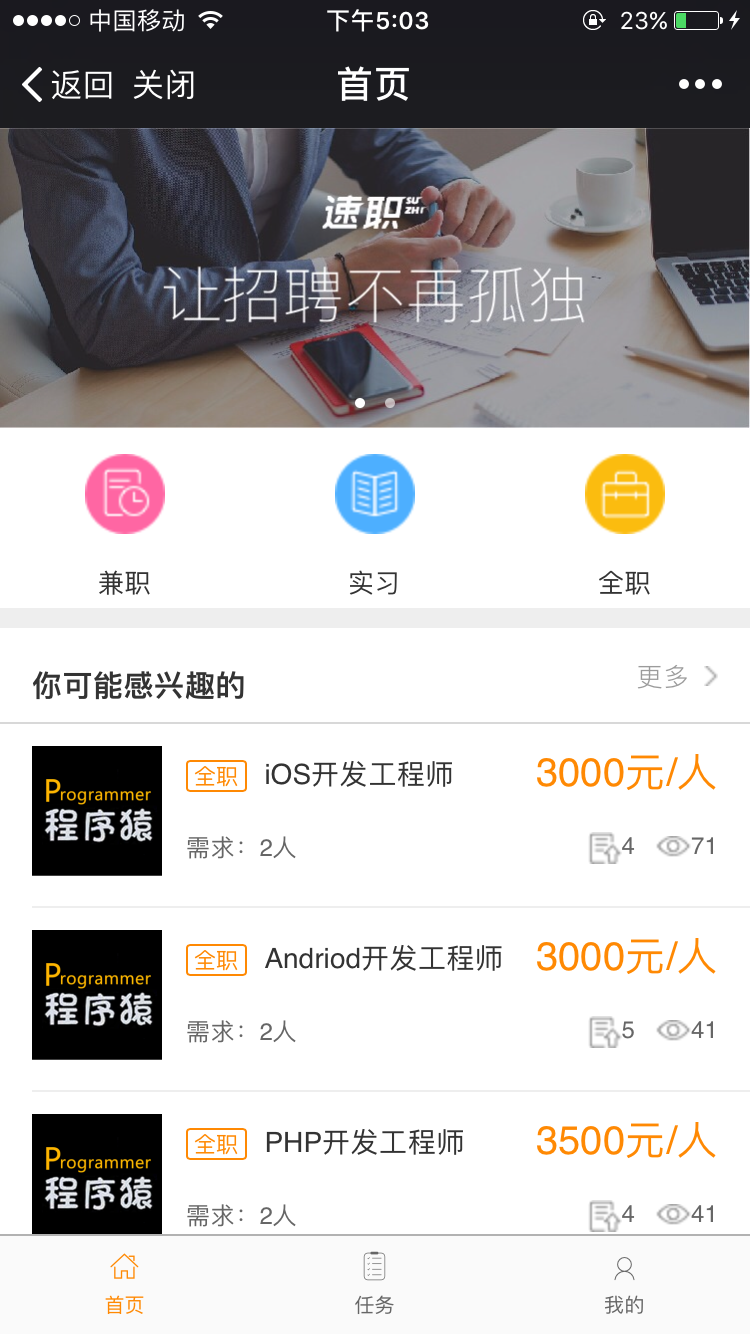 中国移动 下午5:03 23%
返回 关闭 首页
速职 SU ZHI
让招聘不再孤独
兼职 实习 全职
你可能感兴趣的 更多
Programmer
程序猿
全职 iOS开发工程师 3000元/人
需求：2人 4 71
Programmer
程序猿
全职 Andriod开发工程师 3000元/人
需求：2人 5 41
Programmer
程序猿
全职 PHP开发工程师 3500元/人
需求：2人 4 41
首页 任务 我的